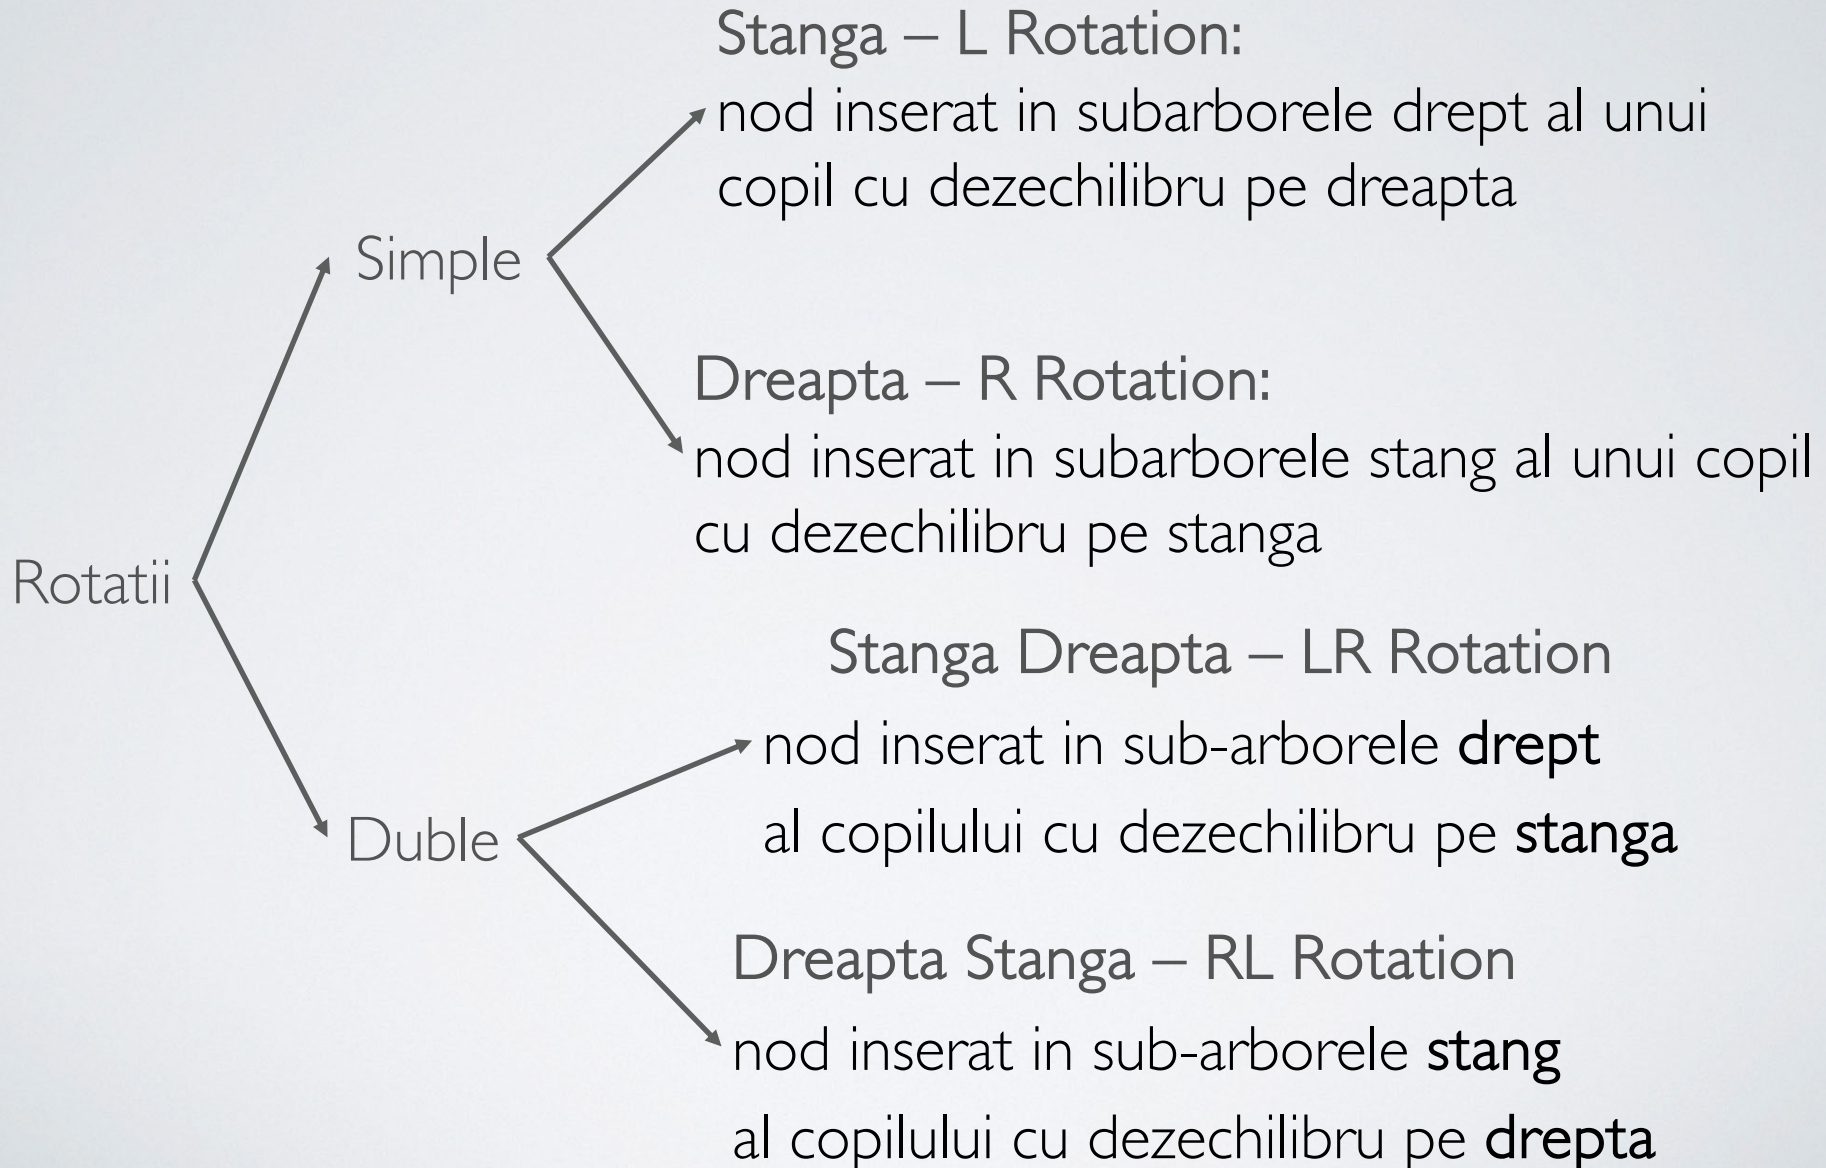 Stanga – L Rotation:
nod inserat in subarborele drept al unui
copil cu dezechilibru pe dreapta
Simple
Dreapta – R Rotation:
nod inserat in subarborele stang al unui copil
cu dezechilibru pe stanga
Rotatii
Stanga Dreapta – LR Rotation
nod inserat in sub-arborele drept
al copilului cu dezechilibru pe stanga
Duble
Dreapta Stanga – RL Rotation
nod inserat in sub-arborele stang
al copilului cu dezechilibru pe drepta